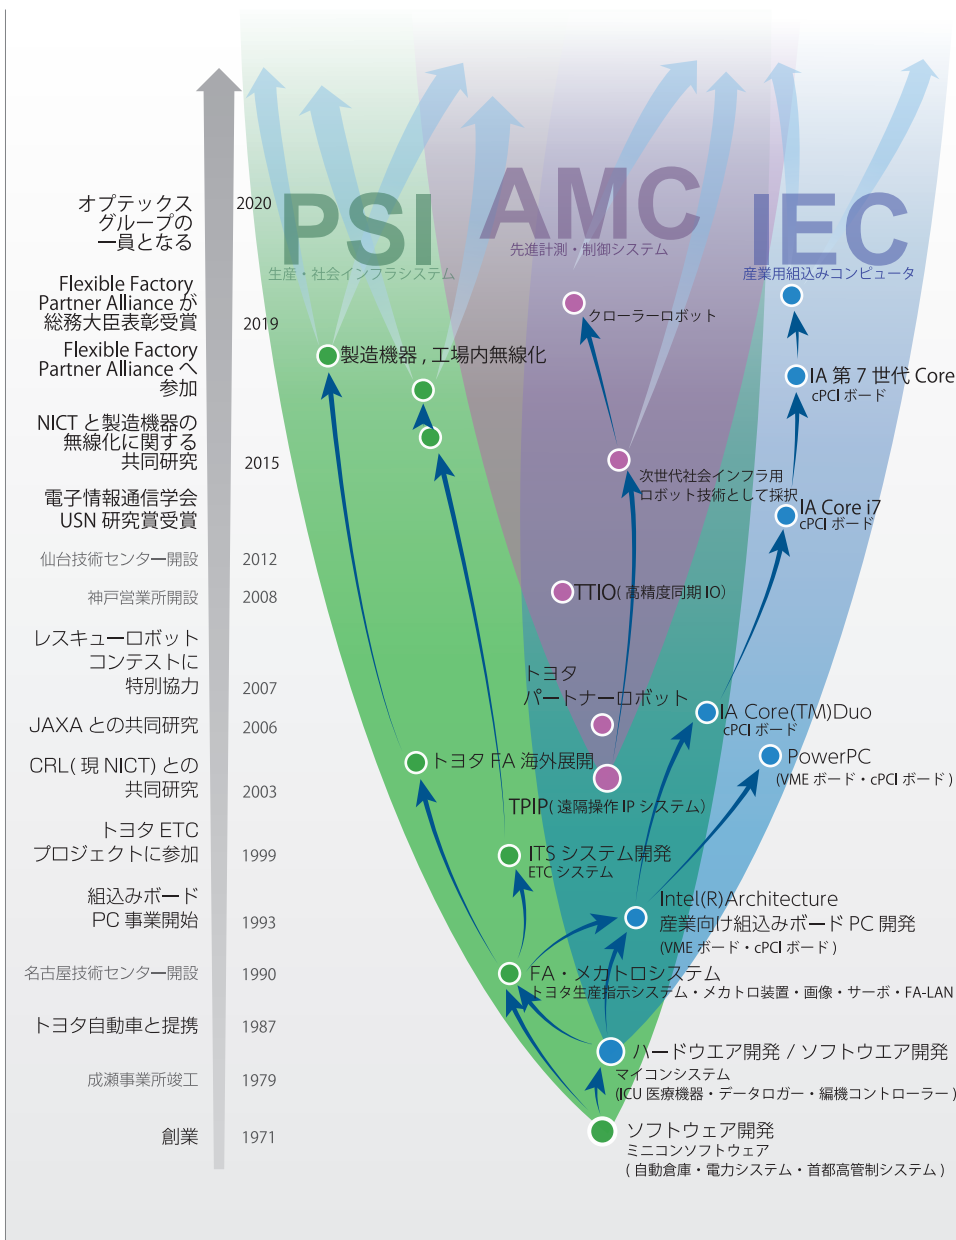 オプテックス
グループの
一員となる
2020
Flexible Factory
Partner Alliance が
総務大臣表彰受賞
2019
Flexible Factory
Partner Alliance へ
参加
NICT と製造機器の
無線化に関する
共同研究
2015
電子情報通信学会
USN 研究賞受賞
仙台技術センター開設
2012
神戸営業所開設
2008
レスキューロボット
コンテストに
特別協力
2007
JAXA との共同研究
2006
CRL( 現 NICT) との
共同研究
2003
トヨタ ETC
プロジェクトに参加
1999
組込みボード
PC 事業開始
1993
名古屋技術センター開設
1990
トヨタ自動車と提携
1987
成瀬事業所竣工
1979
創業
1971
PSI
生産・社会インフラシステム
AMC
先進計測・制御システム
IEC
産業用組込みコンピュータ
クローラーロボット
製造機器 , 工場内無線化
IA 第 7 世代 Core
cPCI ボード
次世代社会インフラ用
ロボット技術として採択
IA Core i7
cPCI ボード
TTIO( 高精度同期 IO)
トヨタ
パートナーロボット
IA Core(TM)Duo
cPCI ボード
トヨタ FA 海外展開
PowerPC
(VME ボード・cPCI ボード )
TPIP( 遠隔操作 IP システム)
ITS システム開発
ETC システム
Intel(R)Architecture
産業向け組込みボード PC 開発
(VME ボード・cPCI ボード )
FA・メカトロシステム
トヨタ生産指示システム・メカトロ装置・画像・サーボ・FA-LAN
ハードウエア開発 / ソフトウエア開発
マイコンシステム
(ICU 医療機器・データロガー・編機コントローラー )
ソフトウェア開発
ミニコンソフトウェア
( 自動倉庫・電力システム・首都高管制システム )